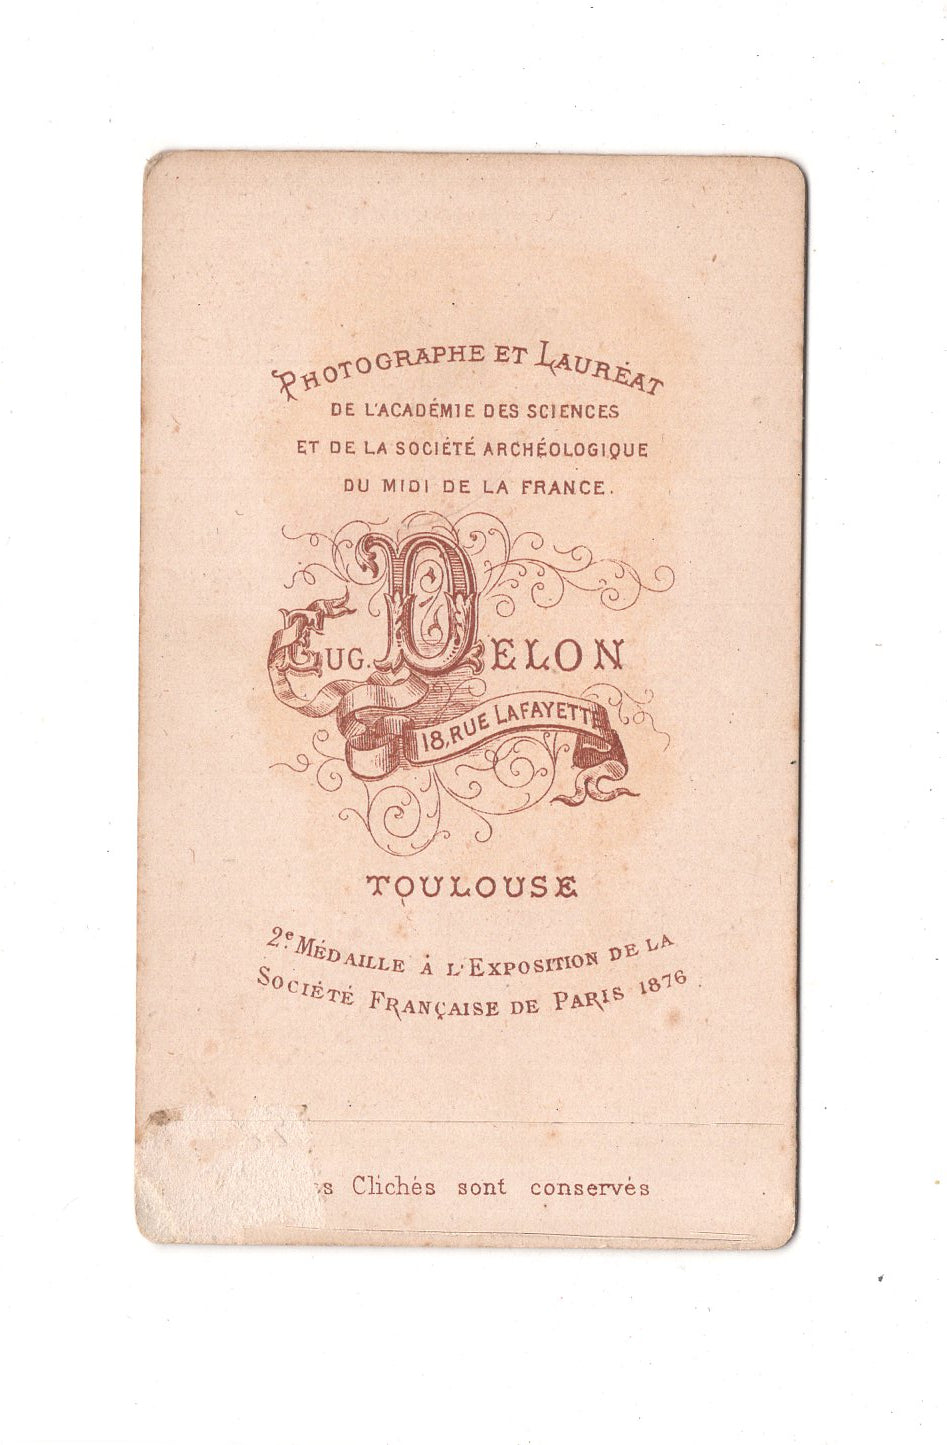 PHOTOGRAPHE ET LAURÉAT
DE L'ACADÉMIE DES SCIENCES
ET DE LA SOCIÉTÉ ARCHÉOLOGIQUE
DU MIDI DE LA FRANCE.
EUG. DELON
18, RUE LAFAYETTE
TOULOUSE
2e. MÉDAILLE À L'EXPOSITION DE LA
SOCIÉTÉ FRANÇAISE DE PARIS 1876
Clichés sont conservés